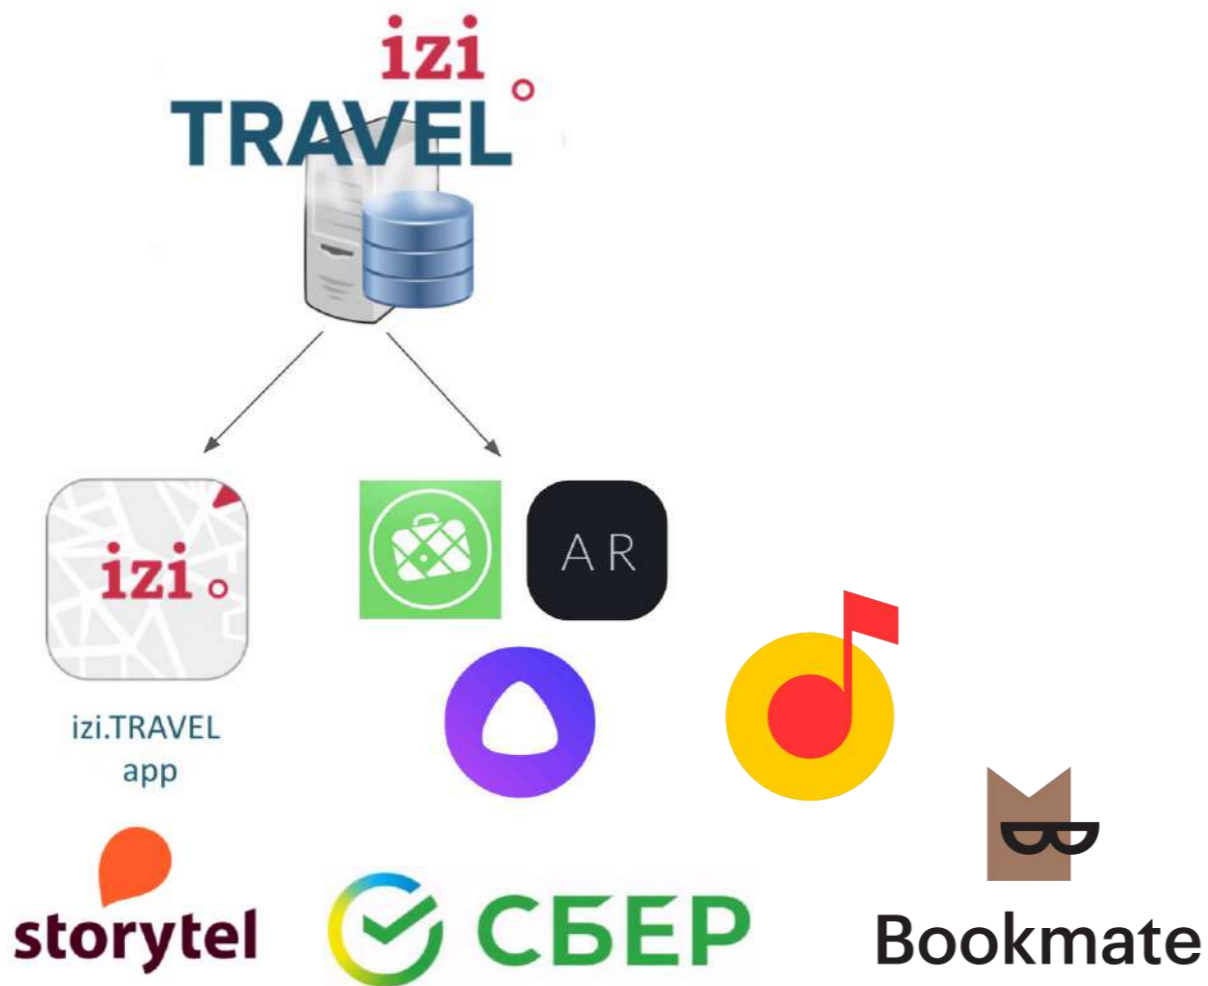 izi
TRAVEL
izi
AR
izi.TRAVEL
app
storytel
СБЕР
Bookmate